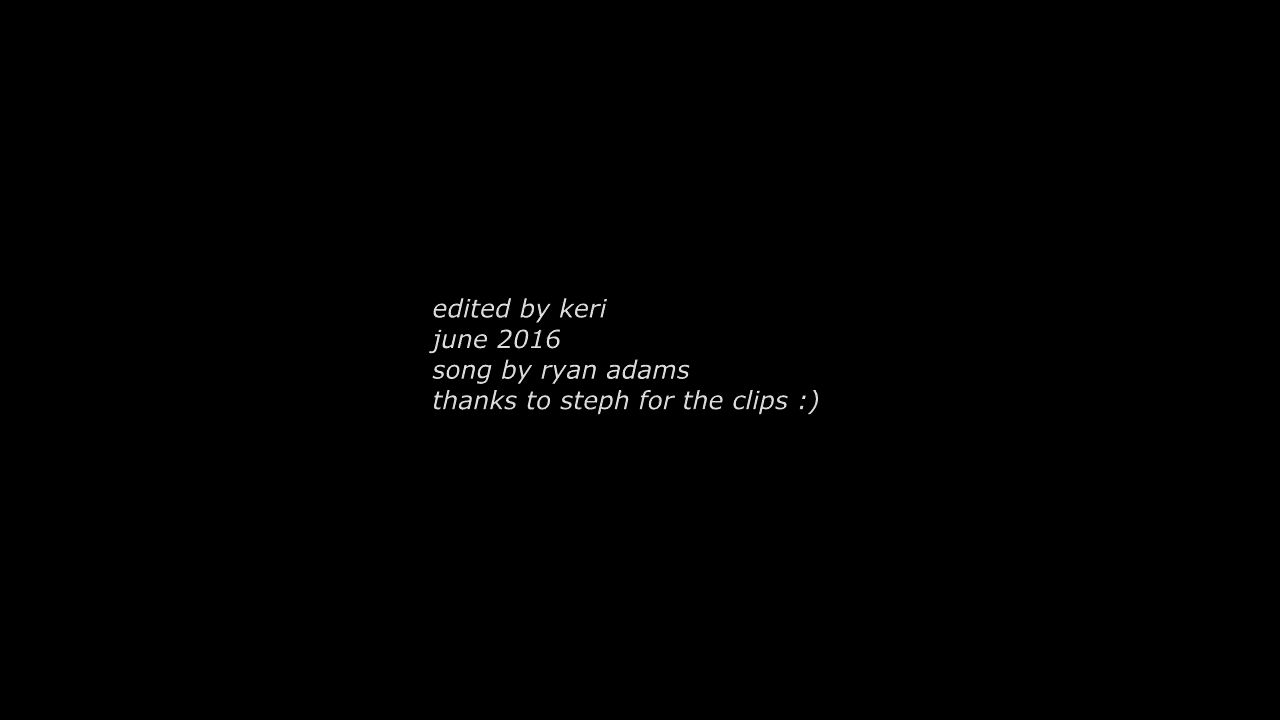 edited by keri
june 2016
song by ryan adams
thanks to steph for the clips :)